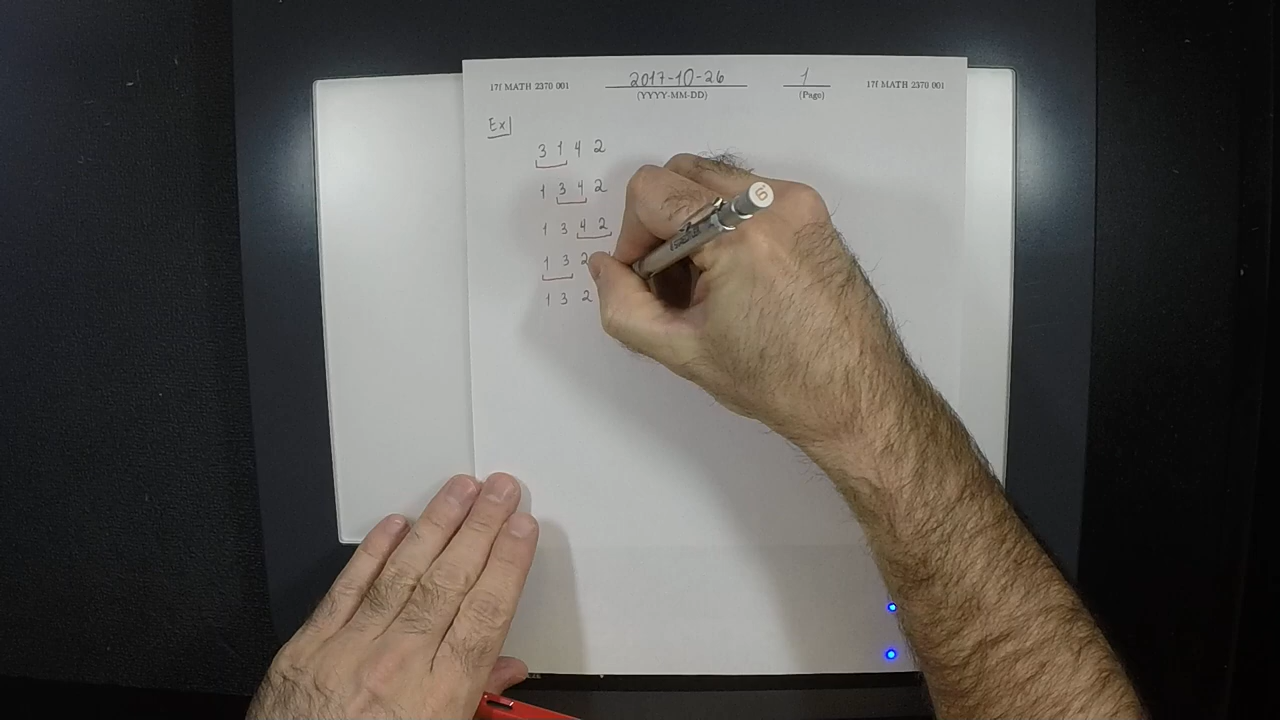 17f MATH 2370 001 2017-10-26 1 17f MATH 2370 001
(YYYY-MM-DD) (Page)
Ex1
3 1 4 2
1 3 4 2
1 3 4 2
1 3 2
1 3 2